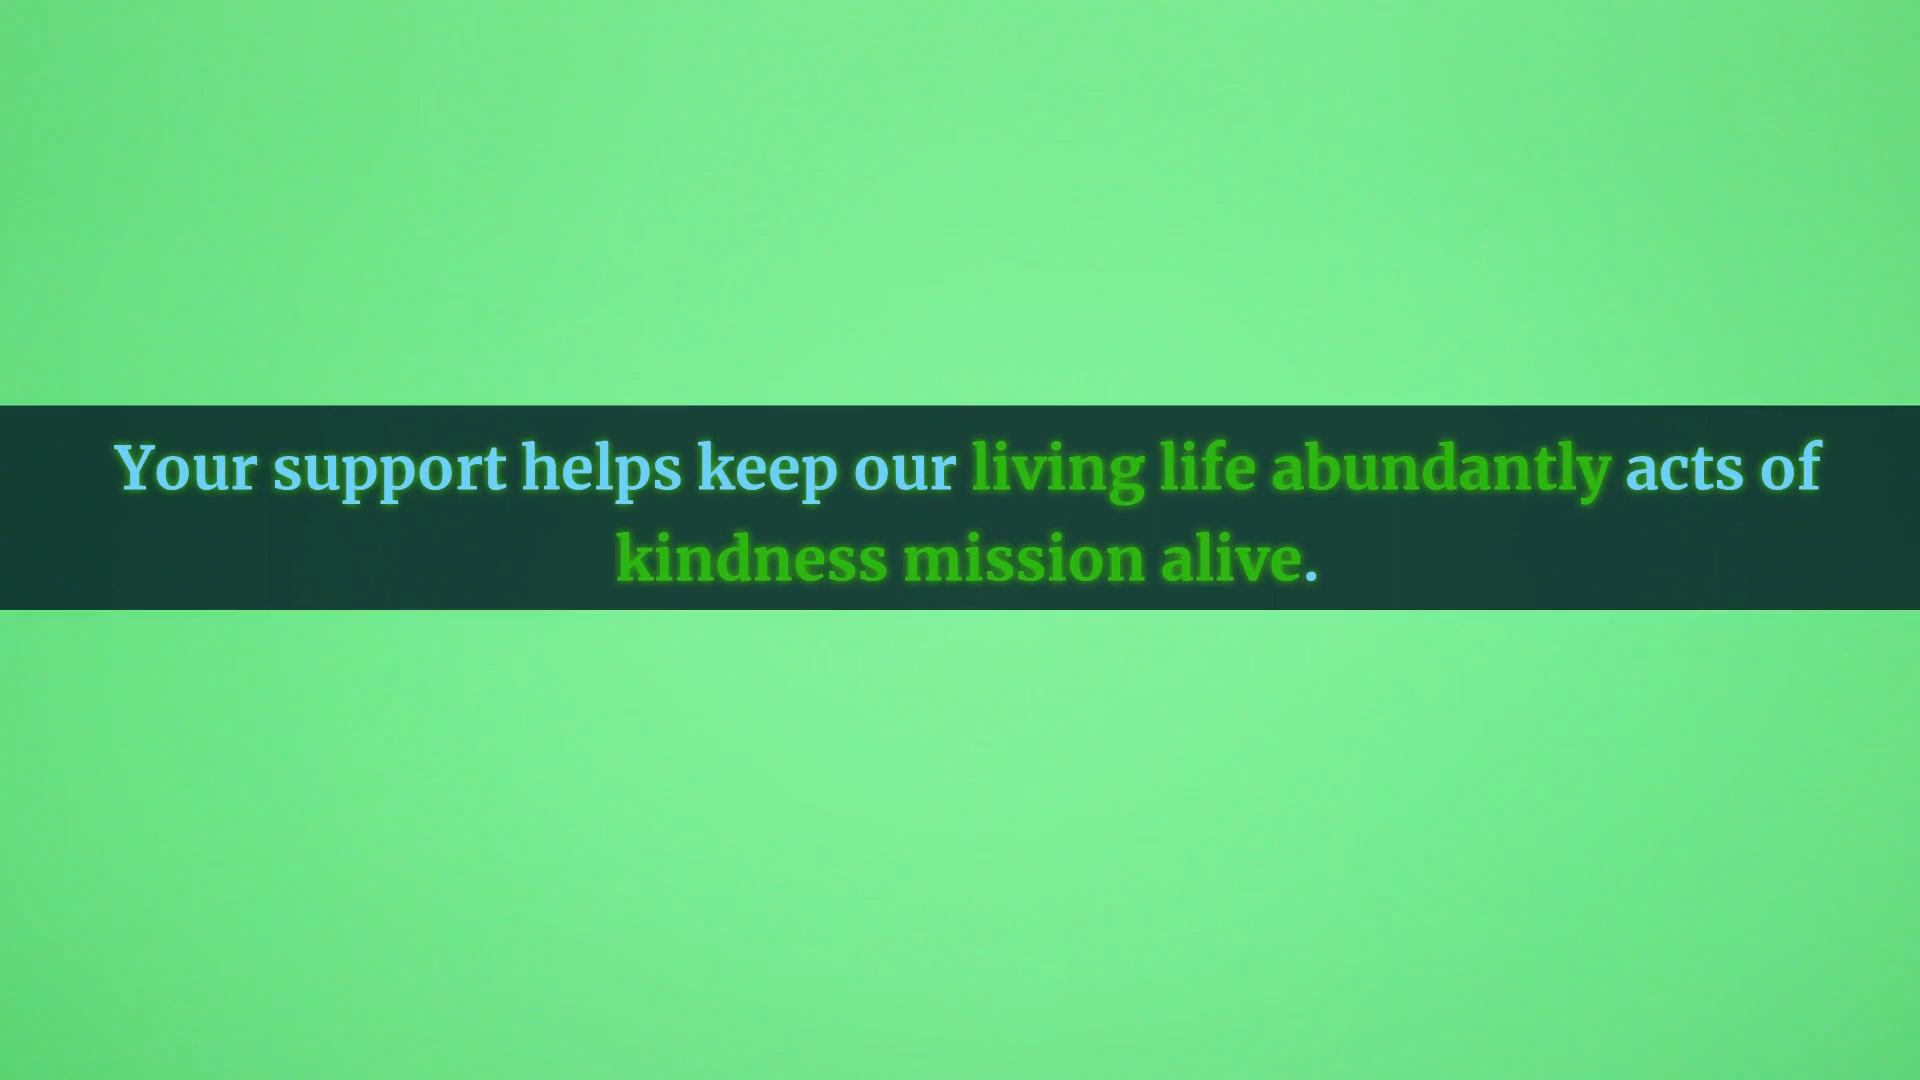 Your support helps keep our living life abundantly acts of
kindness mission alive.